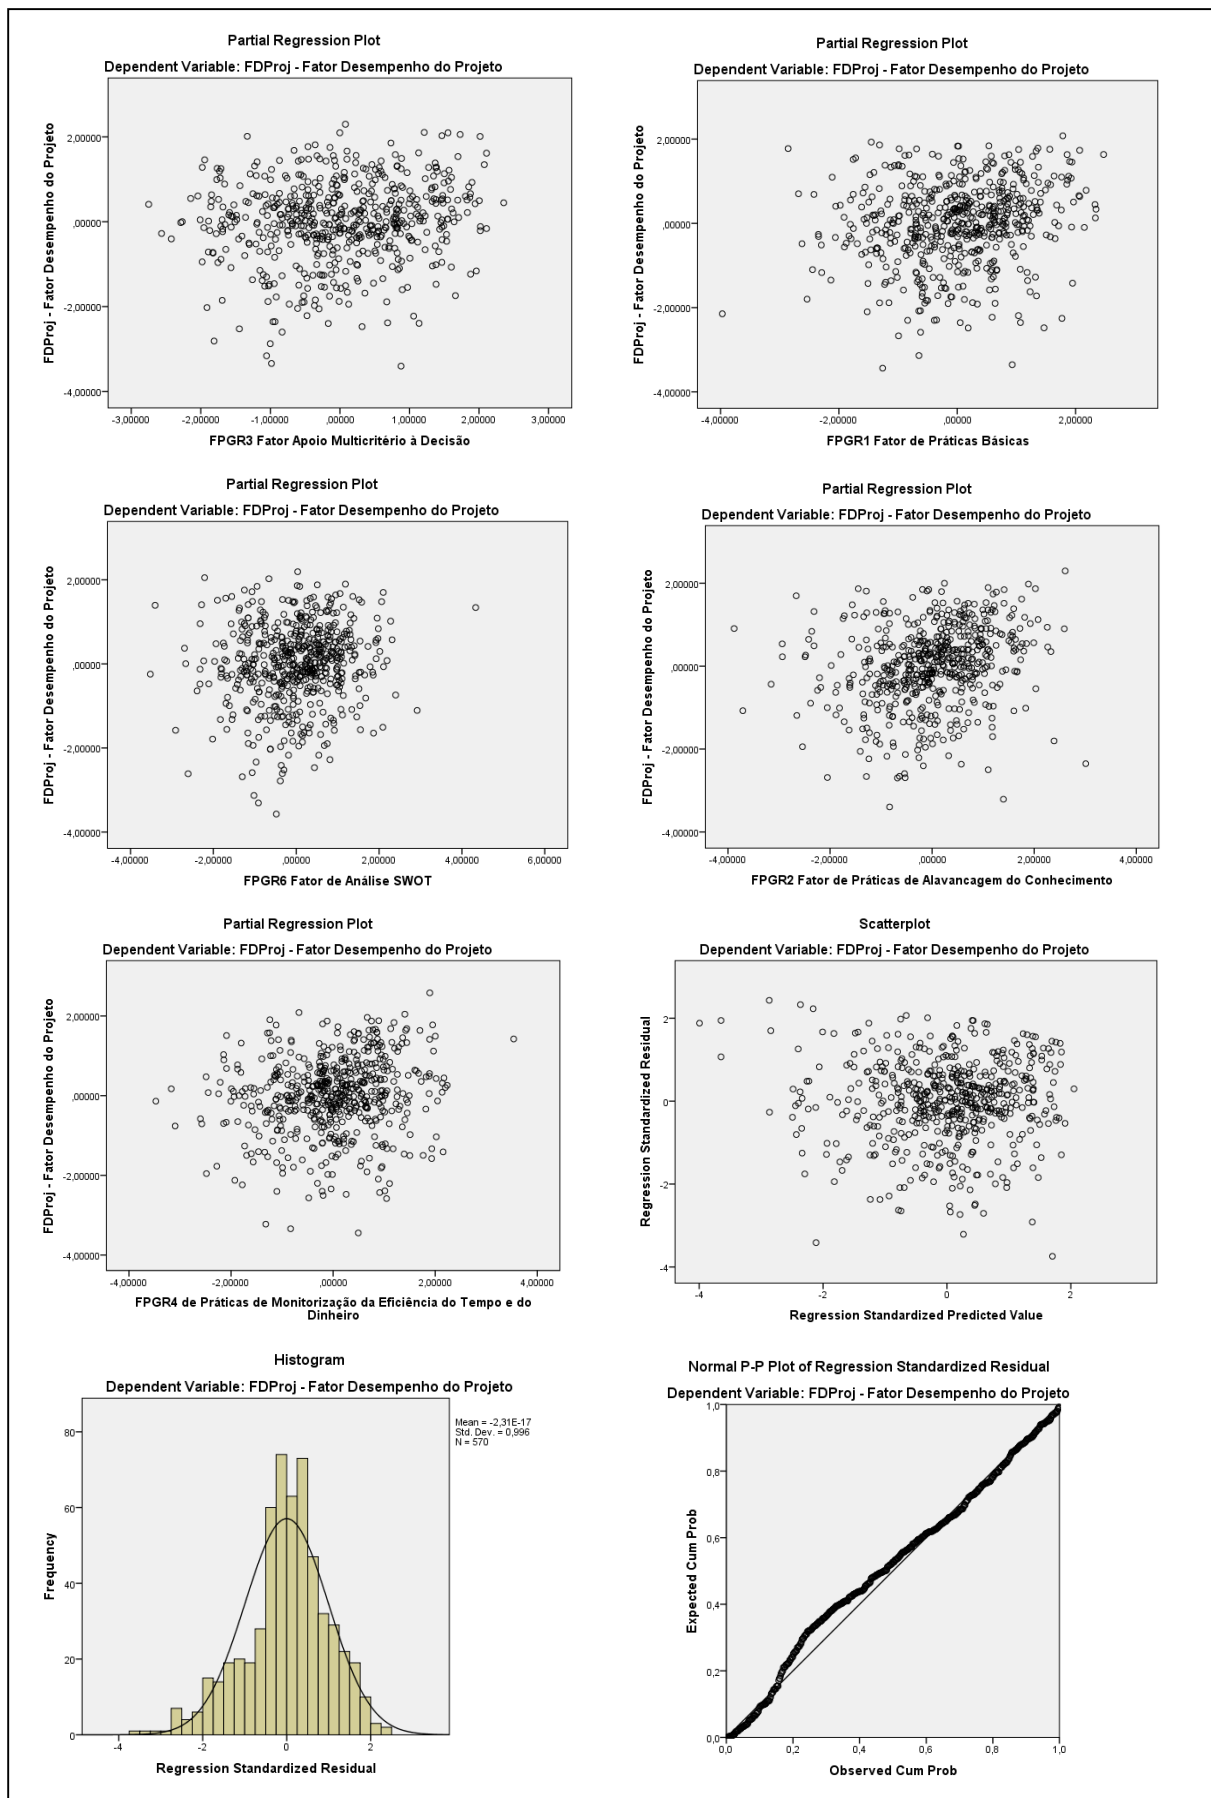 Partial Regression Plot
Dependent Variable: FDProj - Fator Desempenho do Projeto
FDProj - Fator Desempenho do Projeto
2,00000
,00000
-2,00000
-4,00000
-3,00000 -2,00000 -1,00000 ,00000 1,00000 2,00000 3,00000
FPGR3 Fator Apoio Multicritério à Decisão
Partial Regression Plot
Dependent Variable: FDProj - Fator Desempenho do Projeto
FDProj - Fator Desempenho do Projeto
2,00000
,00000
-2,00000
-4,00000
-4,00000 -2,00000 ,00000 2,00000
FPGR1 Fator de Práticas Básicas
Partial Regression Plot
Dependent Variable: FDProj - Fator Desempenho do Projeto
FDProj - Fator Desempenho do Projeto
2,00000
,00000
-2,00000
-4,00000
-4,00000 -2,00000 ,00000 2,00000 4,00000 6,00000
FPGR6 Fator de Análise SWOT
Partial Regression Plot
Dependent Variable: FDProj - Fator Desempenho do Projeto
FDProj - Fator Desempenho do Projeto
2,00000
,00000
-2,00000
-4,00000
-4,00000 -2,00000 ,00000 2,00000 4,00000
FPGR2 Fator de Práticas de Alavancagem do Conhecimento
Partial Regression Plot
Dependent Variable: FDProj - Fator Desempenho do Projeto
FDProj - Fator Desempenho do Projeto
2,00000
,00000
-2,00000
-4,00000
-4,00000 -2,00000 ,00000 2,00000 4,00000
FPGR4 de Práticas de Monitorização da Eficiência do Tempo e do
Dinheiro
Scatterplot
Dependent Variable: FDProj - Fator Desempenho do Projeto
Regression Standardized Residual
2
0
-2
-4
-4 -2 0 2
Regression Standardized Predicted Value
Histogram
Dependent Variable: FDProj - Fator Desempenho do Projeto
Mean = -2,31E-17
Std. Dev. = 0,996
N = 570
Frequency
80
60
40
20
0
-4 -2 0 2
Regression Standardized Residual
Normal P-P Plot of Regression Standardized Residual
Dependent Variable: FDProj - Fator Desempenho do Projeto
Expected Cum Prob
1,0
0,8
0,6
0,4
0,2
0,0
0,0 0,2 0,4 0,6 0,8 1,0
Observed Cum Prob